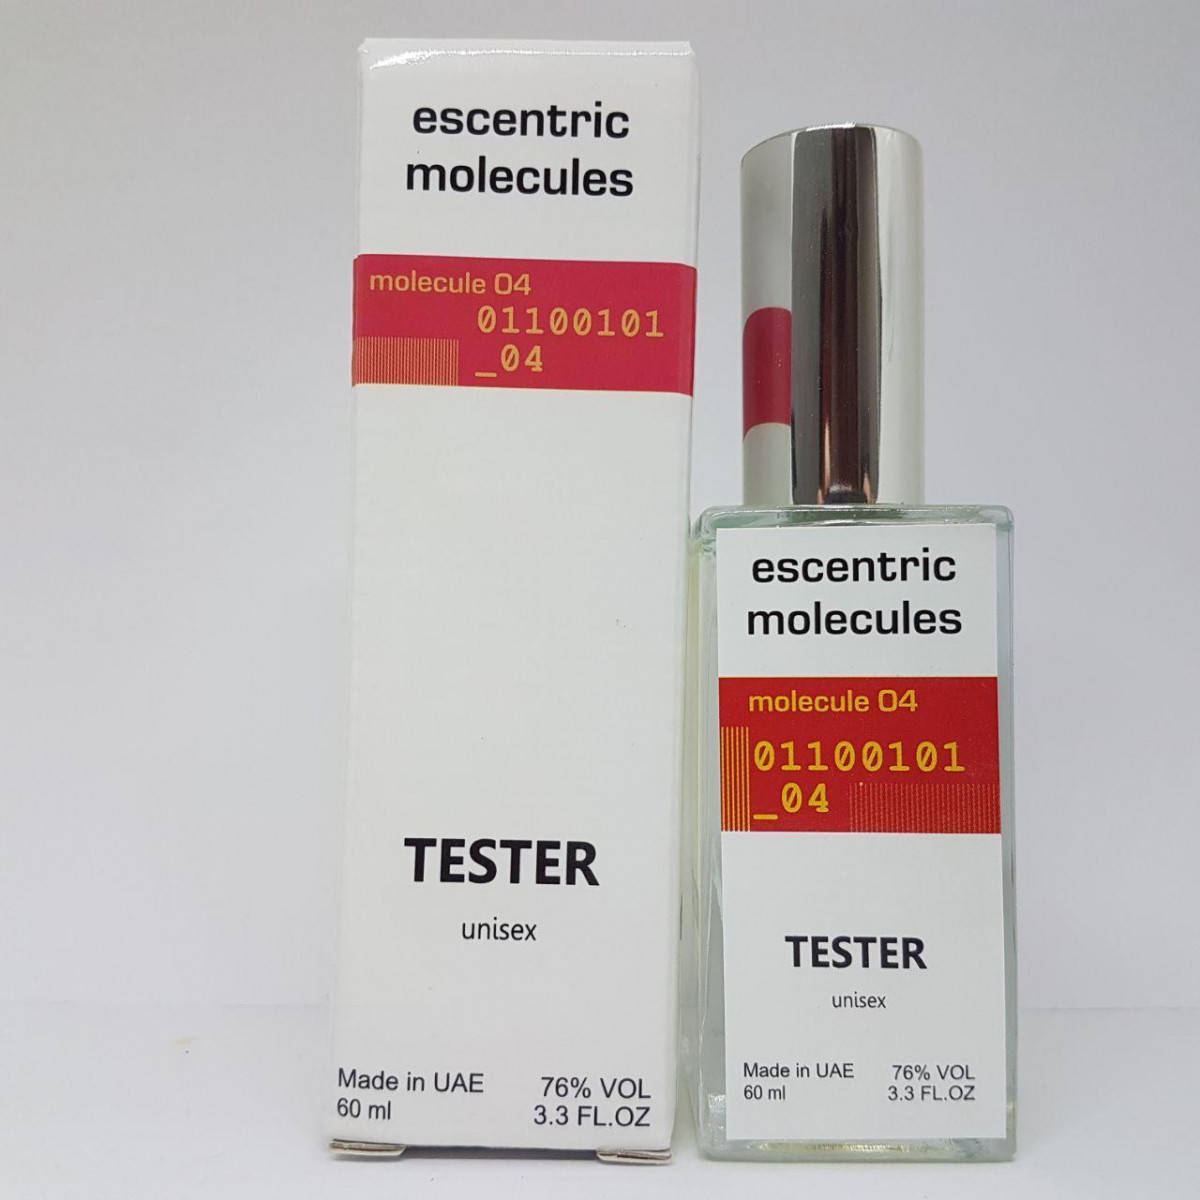 escentric
molecules
molecule 04
01100101
_04
TESTER
unisex
Made in UAE 76% VOL
60 ml 3.3 FL.OZ
escentric
molecules
molecule 04
01100101
_04
TESTER
unisex
Made in UAE 76% VOL
60 ml 3.3 FL.OZ